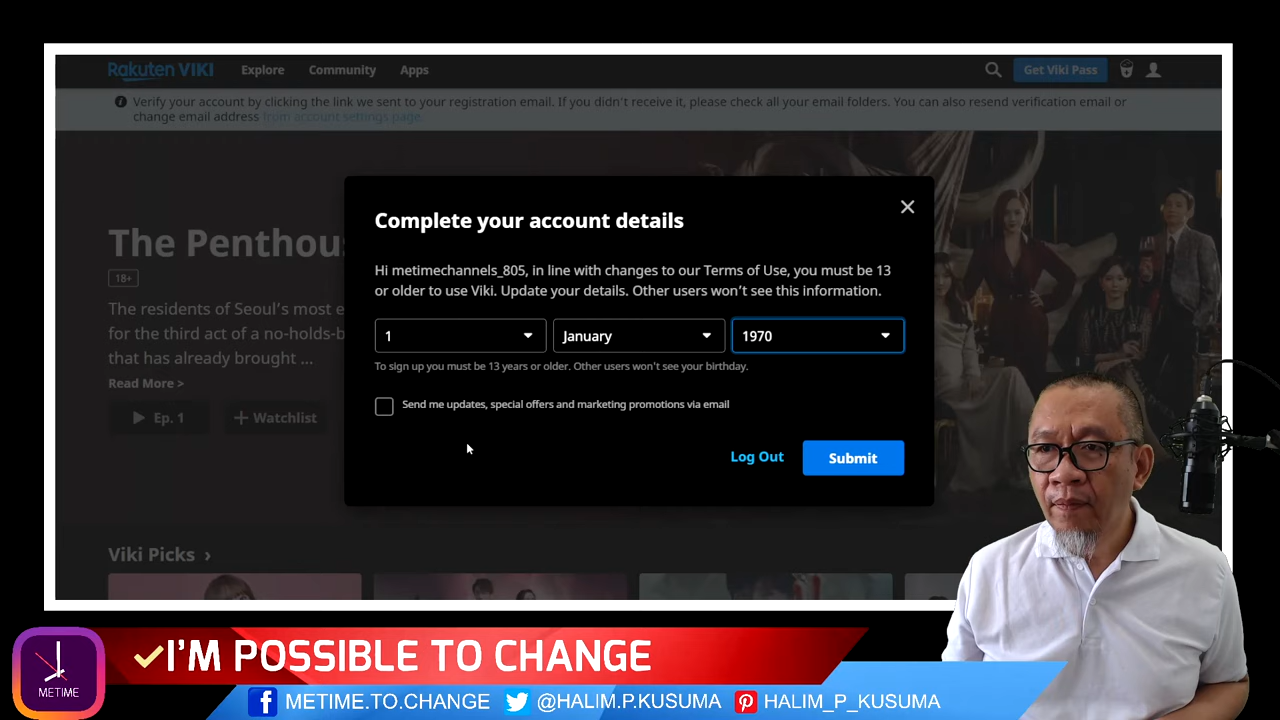 Rakuten VIKI Explore Community Apps Get Viki Pass
Verify your account by clicking the link we sent to your registration email. If you didn't receive it, please check all your email folders. You can also resend verification email or
change email address from account settings page.
Complete your account details
Hi metimechannels_805, in line with changes to our Terms of Use, you must be 13
or older to use Viki. Update your details. Other users won't see this information.
1 January 1970
To sign up you must be 13 years or older. Other users won't see your birthday.
Send me updates, special offers and marketing promotions via email
Log Out Submit
The Penthous
18+
The residents of Seoul's most e
for the third act of a no-holds-b
that has already brought ...
Read More >
Ep. 1 Watchlist
Viki Picks >
METIME
I'M POSSIBLE TO CHANGE
METIME.TO.CHANGE @HALIM.P.KUSUMA HALIM_P_KUSUMA